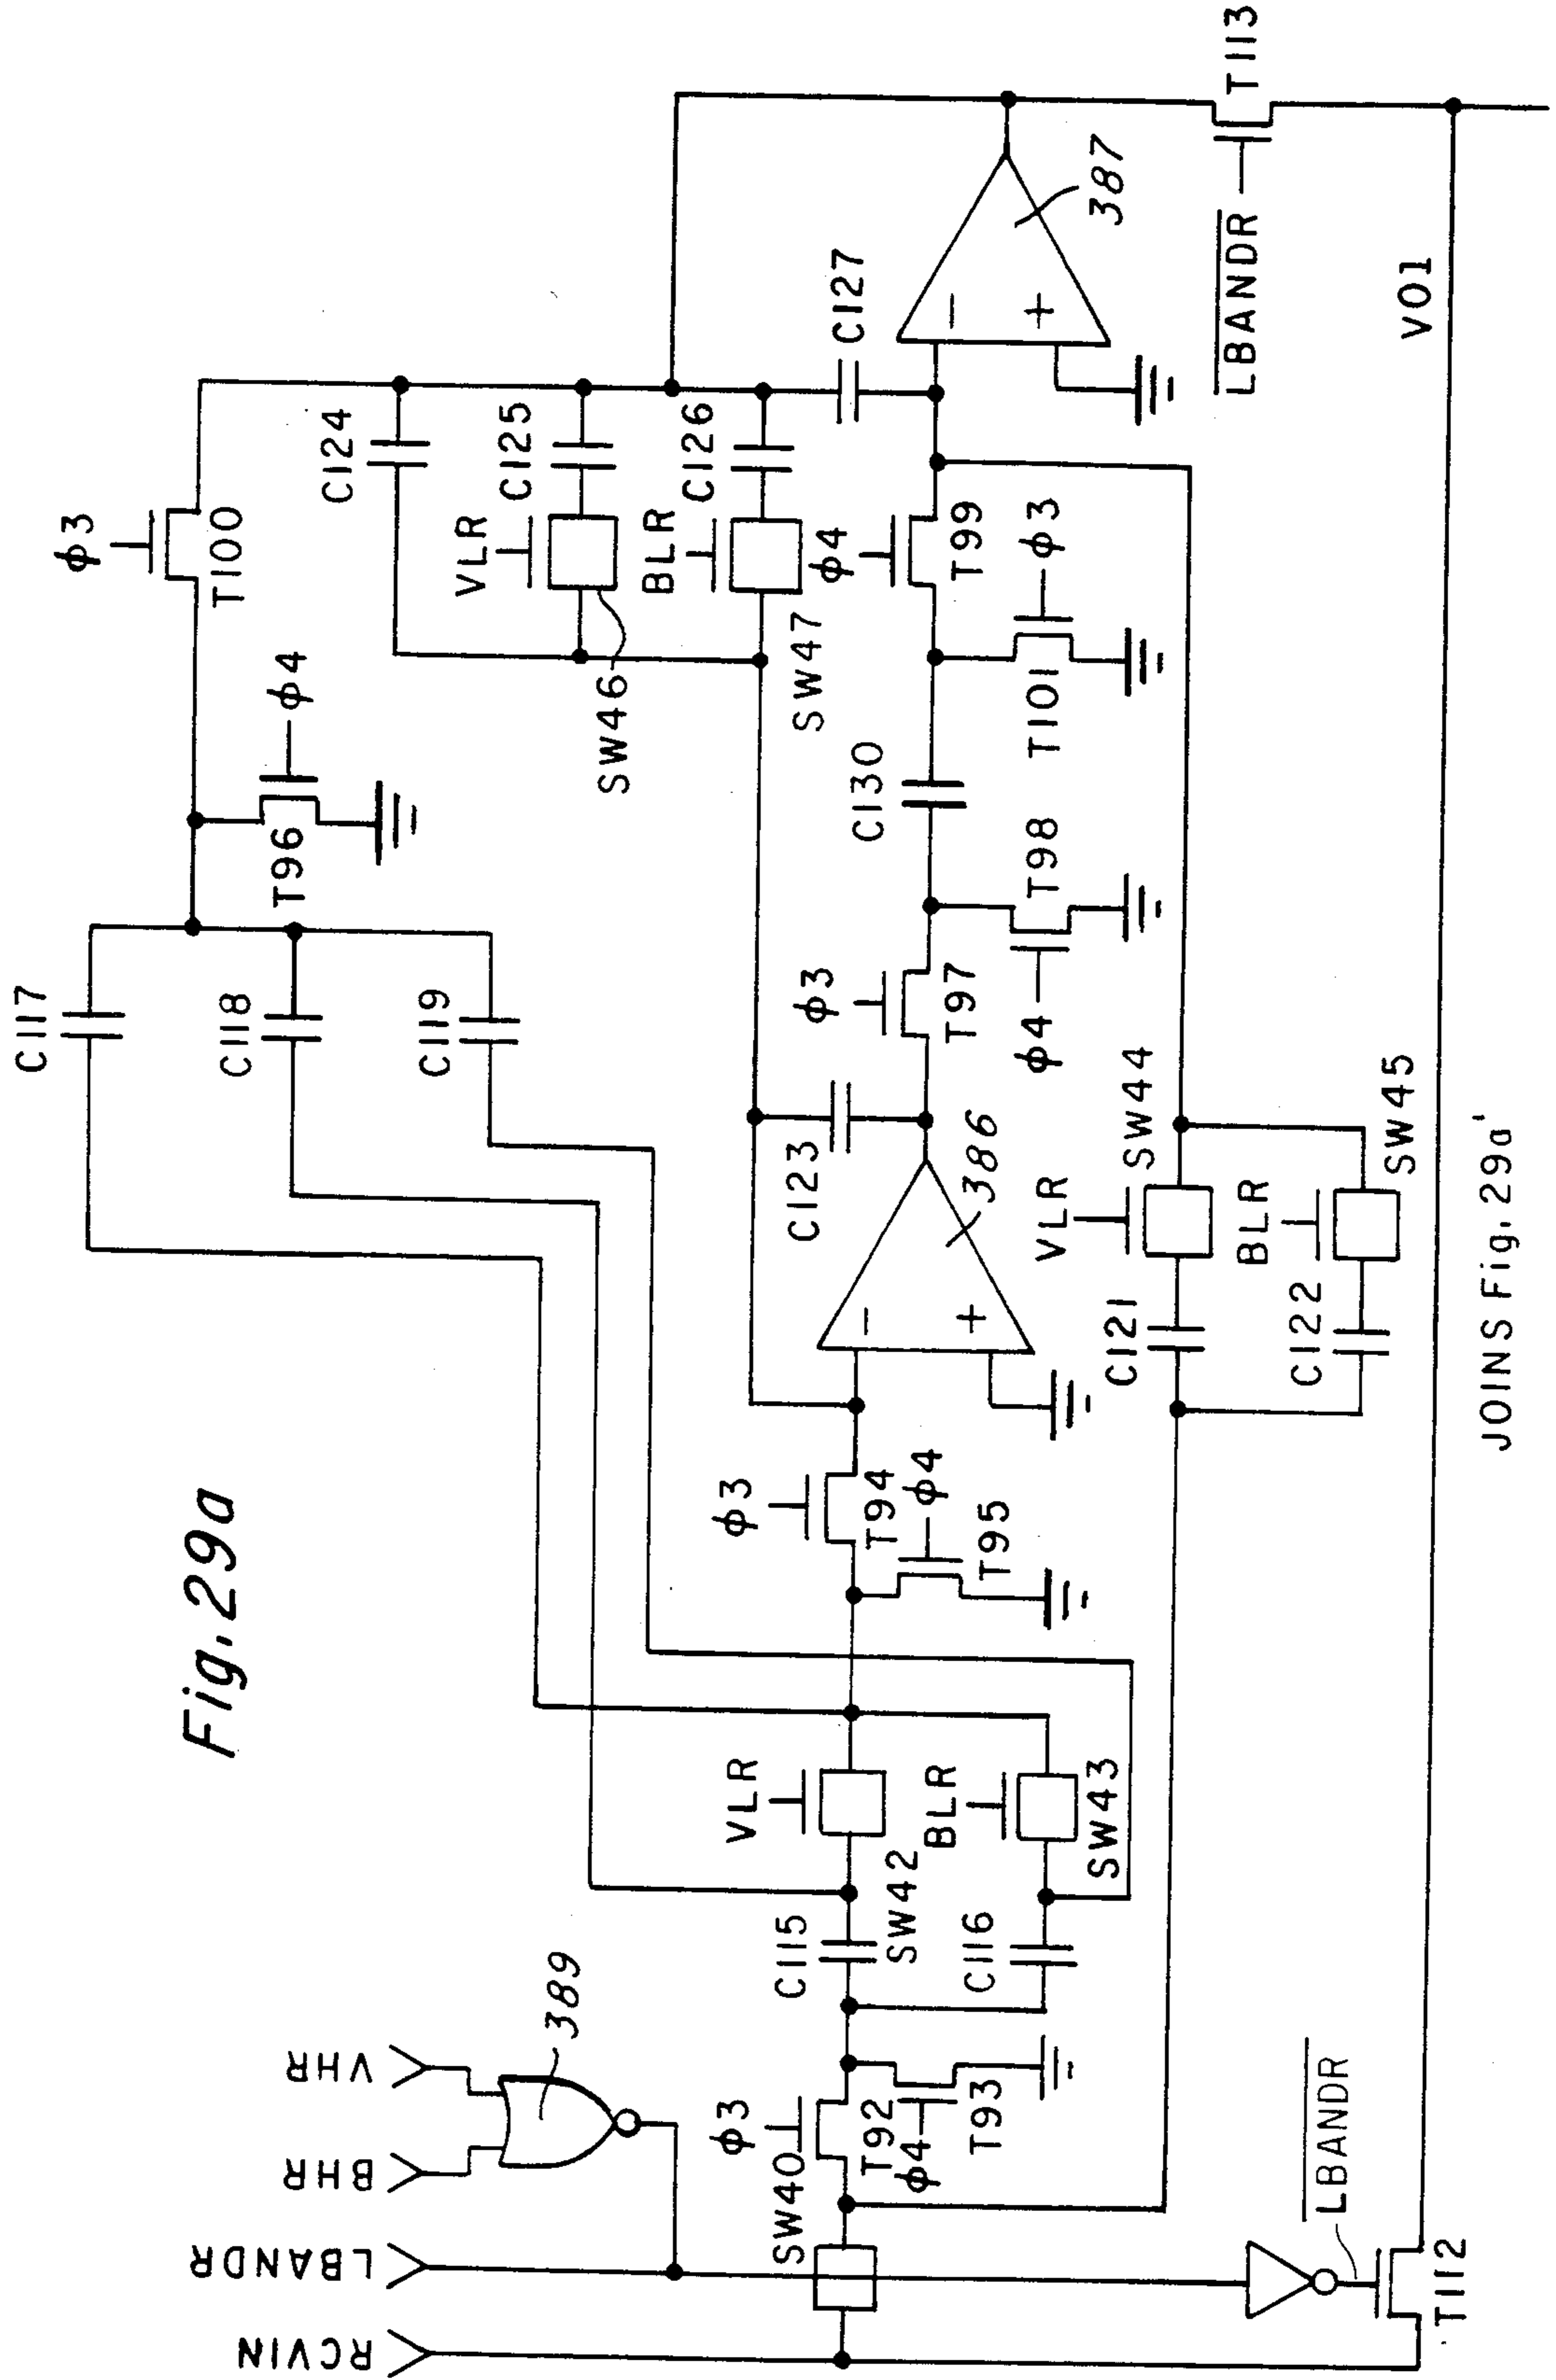 Fig. 29a
RCVIN
LBANDR
BHR
VHR
389
SW40
ϕ3
T92
ϕ4
T93
C115
SW42
VLR
C116
BLR
SW43
ϕ3
T94
ϕ4
T95
C117
C118
C119
T96
ϕ4
ϕ3
T100
C123
386
ϕ3
T97
ϕ4
T98
C130
T101
ϕ3
ϕ4
T99
C124
VLR
C125
SW46
BLR
C126
SW47
C127
387
C121
VLR
SW44
C122
BLR
SW45
LBANDR
T112
LBANDR
T113
V01
JOINS Fig. 29a'